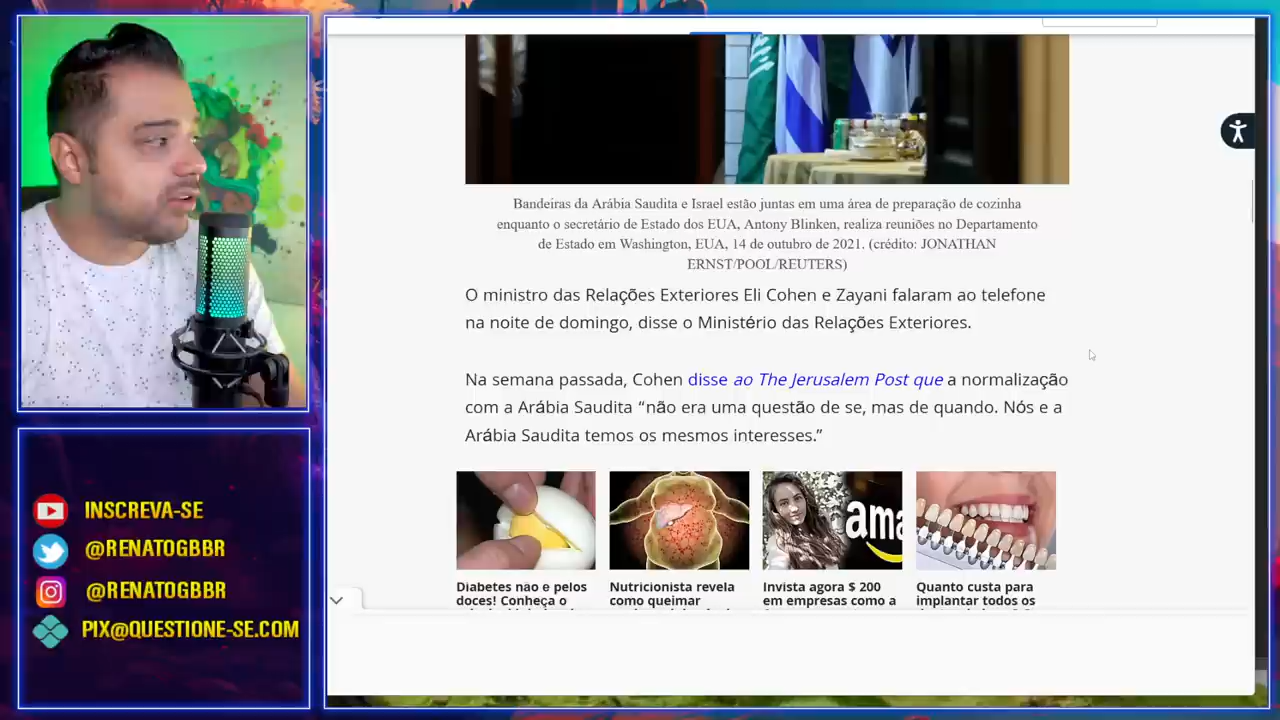 Bandeiras da Arábia Saudita e Israel estão juntas em uma área de preparação de cozinha
enquanto o secretário de Estado dos EUA, Antony Blinken, realiza reuniões no Departamento
de Estado em Washington, EUA, 14 de outubro de 2021. (crédito: JONATHAN
ERNST/POOL/REUTERS)
O ministro das Relações Exteriores Eli Cohen e Zayani falaram ao telefone
na noite de domingo, disse o Ministério das Relações Exteriores.
Na semana passada, Cohen disse ao The Jerusalem Post que a normalização
com a Arábia Saudita “não era uma questão de se, mas de quando. Nós e a
Arábia Saudita temos os mesmos interesses.”
ama
Diabetes não e pelos
doces! Conheça o
Nutricionista revela
como queimar
Invista agora $ 200
em empresas como a
Quanto custa para
implantar todos os
INSCREVA-SE
@RENATOGBBR
@RENATOGBBR
PIX@QUESTIONE-SE.COM